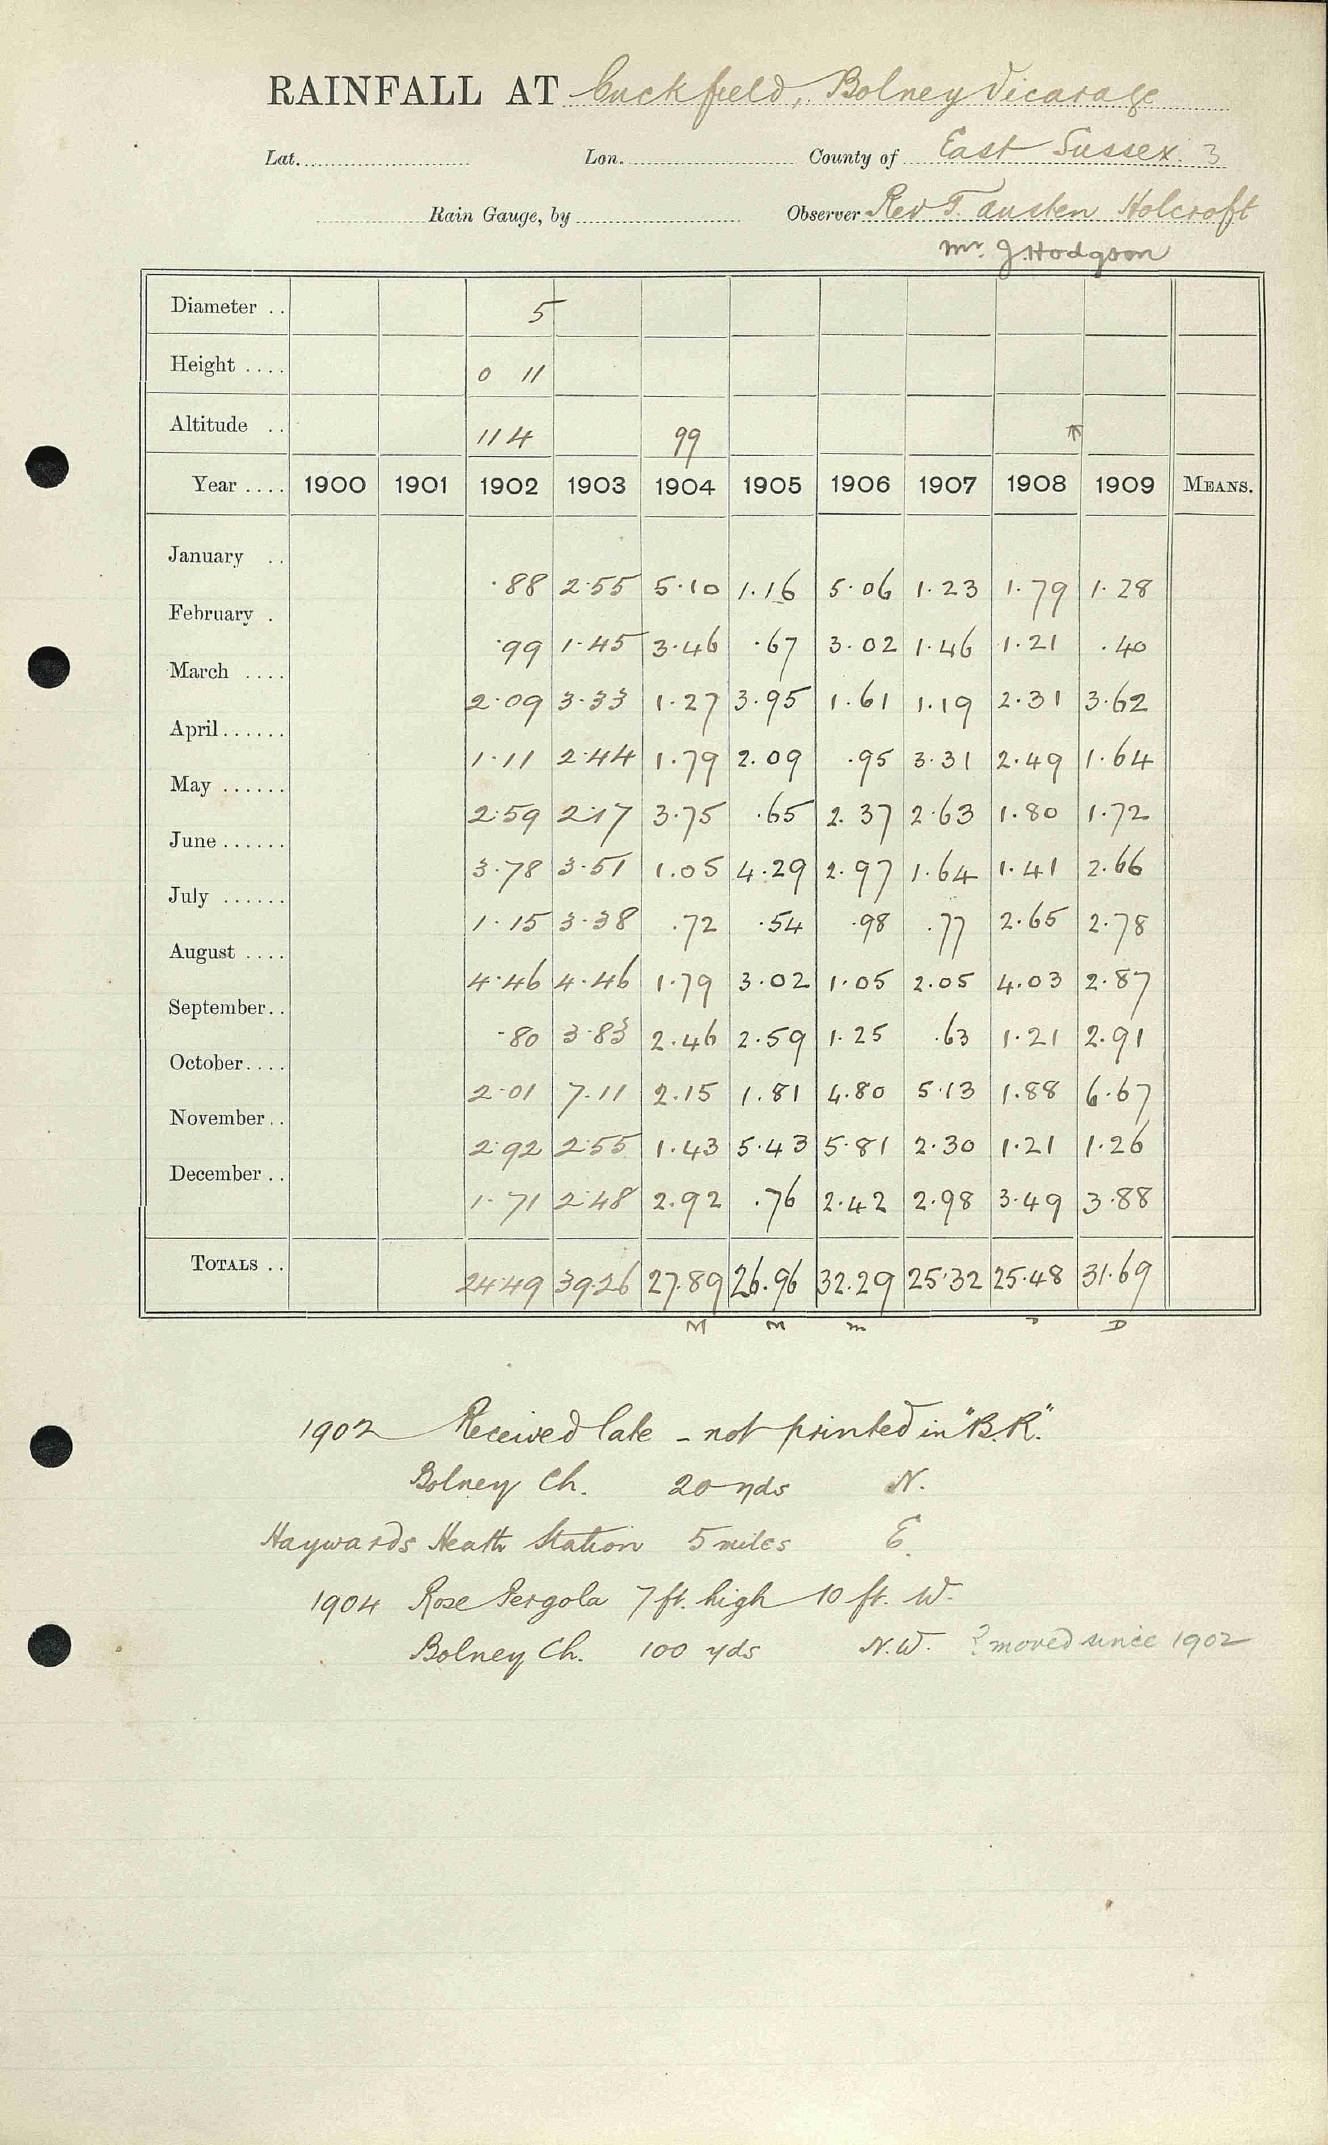 RAINFALL AT Cuckfield, Bolney Vicarage
Lat. Lon. County of East Sussex. 3
Rain Gauge, by Observer Rev T. Austen Holcroft
Mr. J. Hodgson
Diameter .. 5
Height .... 0 11
Altitude .. 114 99
Year .... 1900 1901 1902 1903 1904 1905 1906 1907 1908 1909 MEANS.
January .. .88 2.55 5.10 1.16 5.06 1.23 1.79 1.28
February . .99 1.45 3.46 .67 3.02 1.46 1.21 .40
March .... 2.09 3.33 1.27 3.95 1.61 1.19 2.31 3.62
April...... 1.11 2.44 1.79 2.09 .95 3.31 2.49 1.64
May ...... 2.59 2.17 3.75 .65 2.37 2.63 1.80 1.72
June...... 3.78 3.51 1.05 4.29 2.97 1.64 1.41 2.66
July ...... 1.15 3.38 .72 .54 .98 .77 2.65 2.78
August .... 4.46 4.46 1.79 3.02 1.05 2.05 4.03 2.87
September.. .80 3.83 2.46 2.59 1.25 .63 1.21 2.91
October.... 2.01 7.11 2.15 1.81 4.80 5.13 1.88 6.67
November.. 2.92 2.55 1.43 5.43 5.81 2.30 1.21 1.26
December .. 1.71 2.48 2.92 .76 2.42 2.98 3.49 3.88
TOTALS .. 24.49 39.26 27.89 26.96 32.29 25.32 25.48 31.69
M M m D
1902 Received late - not printed in "B.R."
Bolney Ch. 20 yds N.
Haywards Heath Station 5 miles E.
1904 Rose Pergola 7 ft. high 10 ft. W.
Bolney Ch. 100 yds N.W. ? moved since 1902